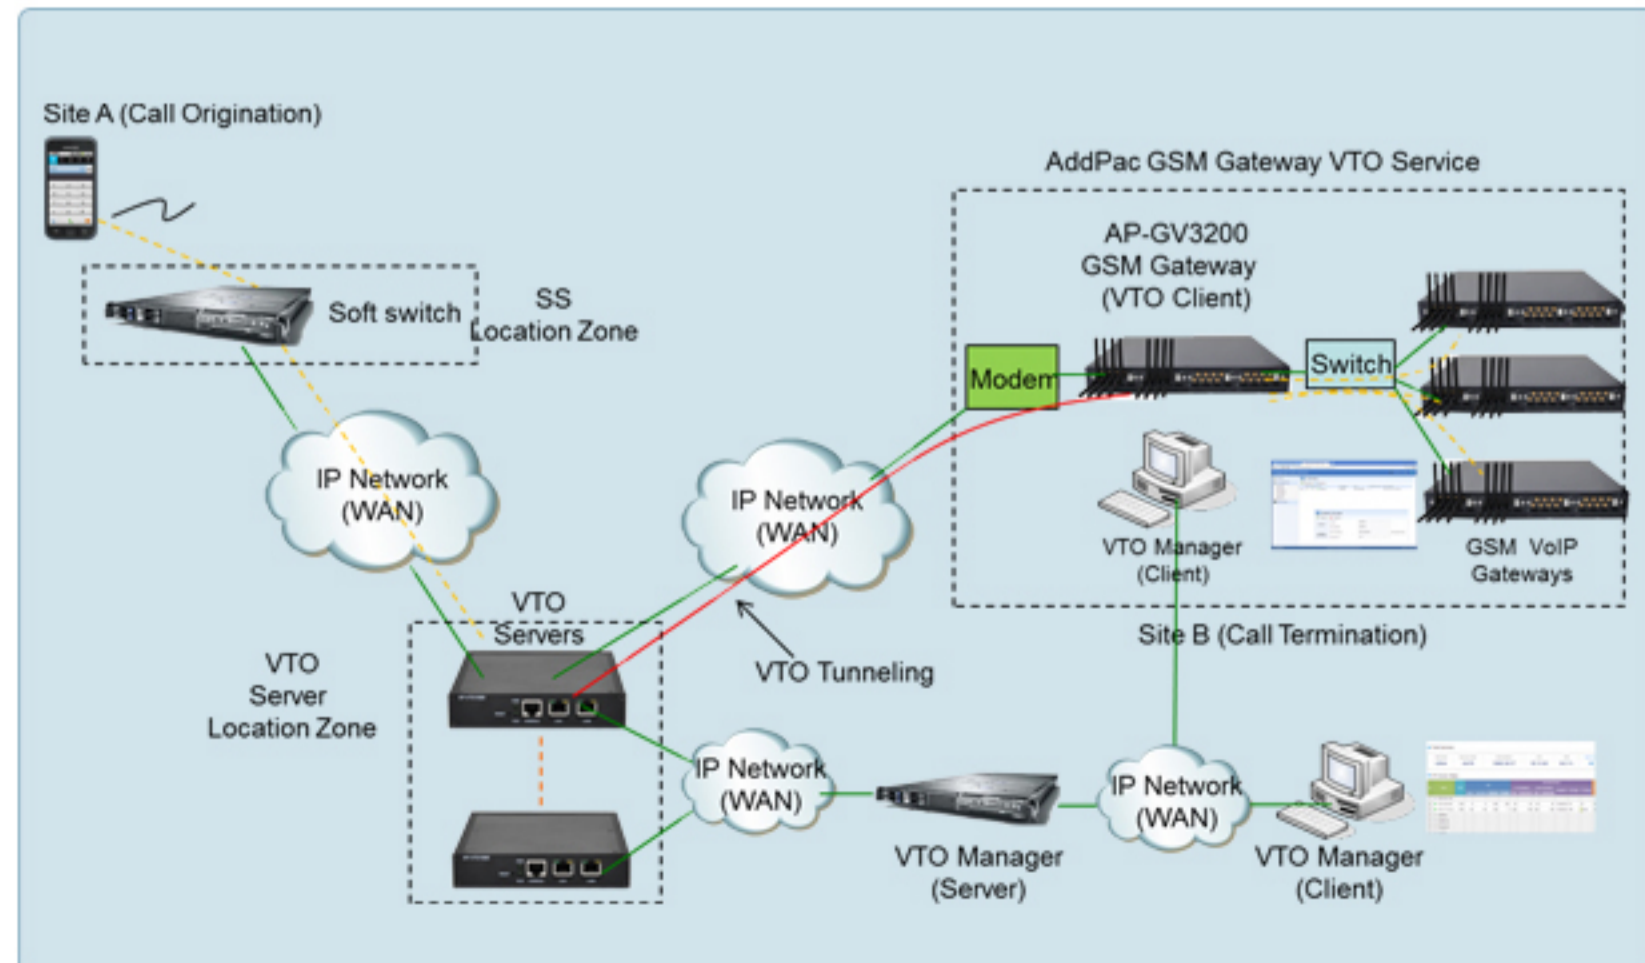 Site A (Call Origination)
AddPac GSM Gateway VTO Service
AP-GV3200
GSM Gateway
(VTO Client)
Soft switch
SS
Location Zone
Modem
Switch
IP Network
(WAN)
IP Network
(WAN)
VTO Manager
(Client)
GSM VoIP
Gateways
VTO
Servers
Site B (Call Termination)
VTO Tunneling
VTO
Server
Location Zone
IP Network
(WAN)
IP Network
(WAN)
VTO Manager
(Server)
VTO Manager
(Client)